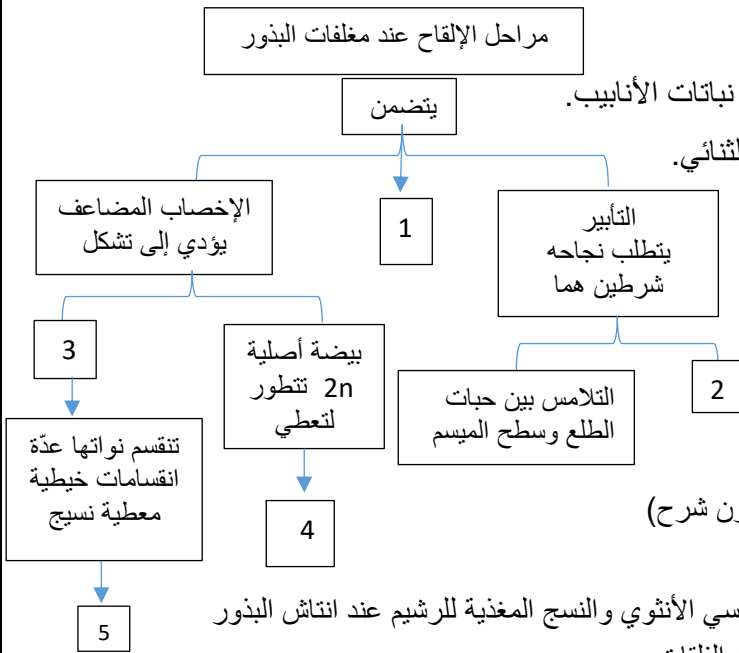 مراحل الإلقاح عند مغلفات البذور
نباتات الأنابيب.
يتضمن
لثنائي.
التأبير
يتطلب نجاحه
شرطين هما
1
الإخصاب المضاعف
يؤدي إلى تشكل
2
التلامس بين حبات
الطلع وسطح الميسم
بيضة أصلية
2n تتطور
لتعطي
3
تنقسم نواتها عدّة
انقسامات خيطية
معطية نسيج
4
ون شرح)
5
سي الأنثوي والنسج المغذية للرشيم عند انتاش البذور